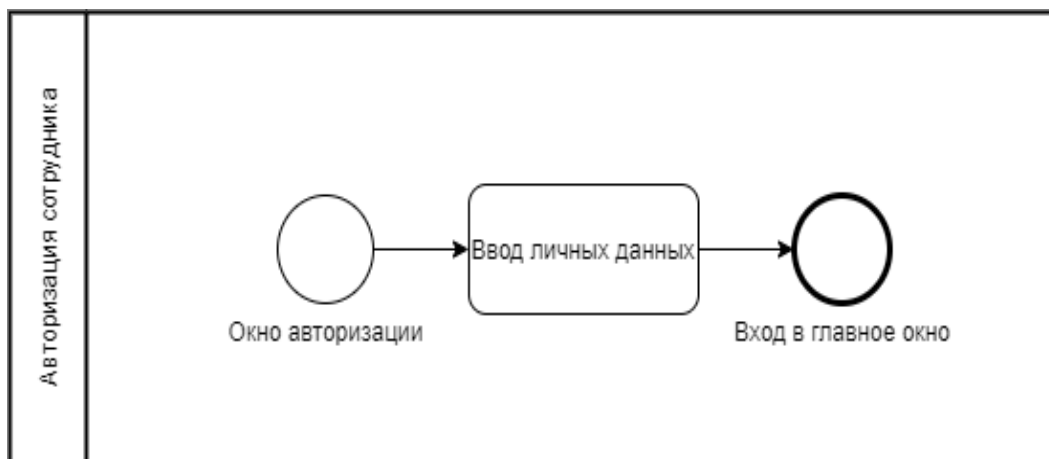 Авторизация сотрудника
Ввод личных данных
Окно авторизации
Вход в главное окно